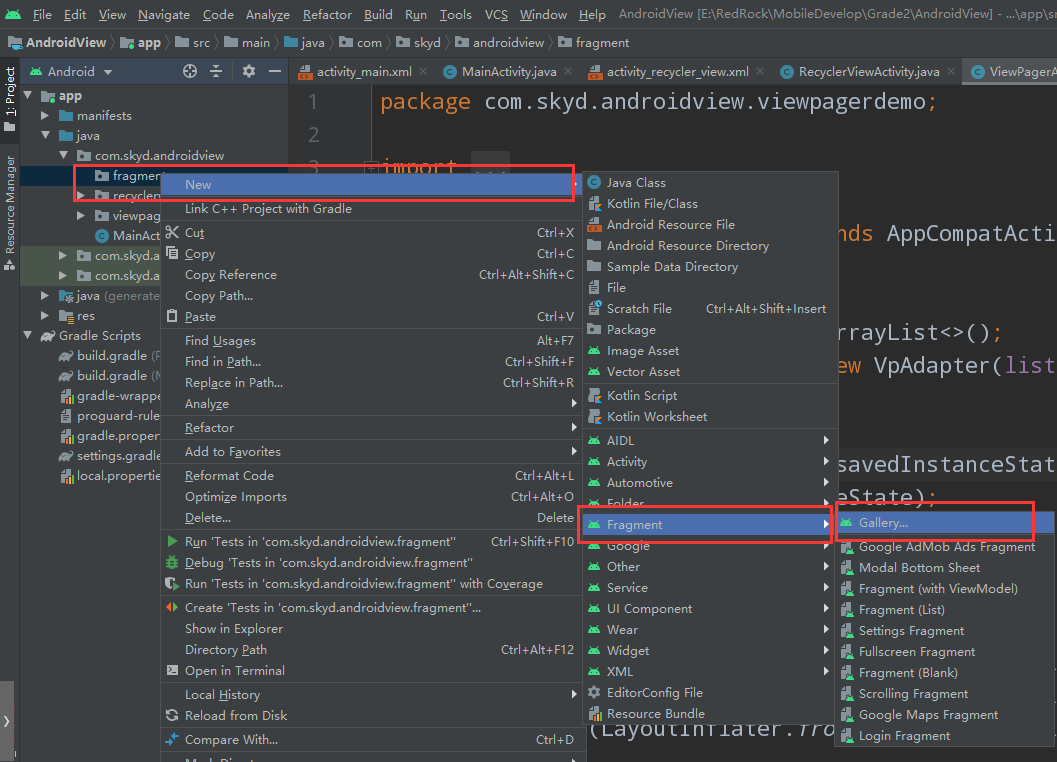 File Edit View Navigate Code Analyze Refactor Build Run Tools VCS Window Help AndroidView [E:\RedRock\MobileDevelop\Grade2\AndroidView] - ...\app\s
AndroidView app src main java com skyd androidview fragment
1: Project
Resource Manager
Android
activity_main.xml MainActivity.java activity_recycler_view.xml RecyclerViewActivity.java ViewPagerA
app
manifests
java
com.skyd.androidview
fragmen
recycler
viewpag
MainAct
com.skyd.a
com.skyd.a
java (generate
res
Gradle Scripts
build.gradle (P
build.gradle (M
gradle-wrappe
proguard-rule
gradle.proper
settings.gradle
local.propertie
1 package com.skyd.androidview.viewpagerdemo;
2
3 import ...
nds AppCompatActi
rrayList<>();
ew VpAdapter(list
savedInstanceStat
eState);
(LayoutInflater.fro
New
Link C++ Project with Gradle
Cut Ctrl+X
Copy Ctrl+C
Copy Reference Ctrl+Alt+Shift+C
Copy Path...
Paste Ctrl+V
Find Usages Alt+F7
Find in Path... Ctrl+Shift+F
Replace in Path... Ctrl+Shift+R
Analyze
Refactor
Add to Favorites
Reformat Code Ctrl+Alt+L
Optimize Imports Ctrl+Alt+O
Delete... Delete
Run 'Tests in 'com.skyd.androidview.fragment'' Ctrl+Shift+F10
Debug 'Tests in 'com.skyd.androidview.fragment''
Run 'Tests in 'com.skyd.androidview.fragment'' with Coverage
Create 'Tests in 'com.skyd.androidview.fragment''...
Show in Explorer
Directory Path Ctrl+Alt+F12
Open in Terminal
Local History
Reload from Disk
Compare With... Ctrl+D
Java Class
Kotlin File/Class
Android Resource File
Android Resource Directory
Sample Data Directory
File
Scratch File Ctrl+Alt+Shift+Insert
Package
Image Asset
Vector Asset
Kotlin Script
Kotlin Worksheet
AIDL
Activity
Automotive
Folder
Fragment
Google
Other
Service
UI Component
Wear
Widget
XML
EditorConfig File
Resource Bundle
Gallery...
Google AdMob Ads Fragment
Modal Bottom Sheet
Fragment (with ViewModel)
Fragment (List)
Settings Fragment
Fullscreen Fragment
Fragment (Blank)
Scrolling Fragment
Google Maps Fragment
Login Fragment